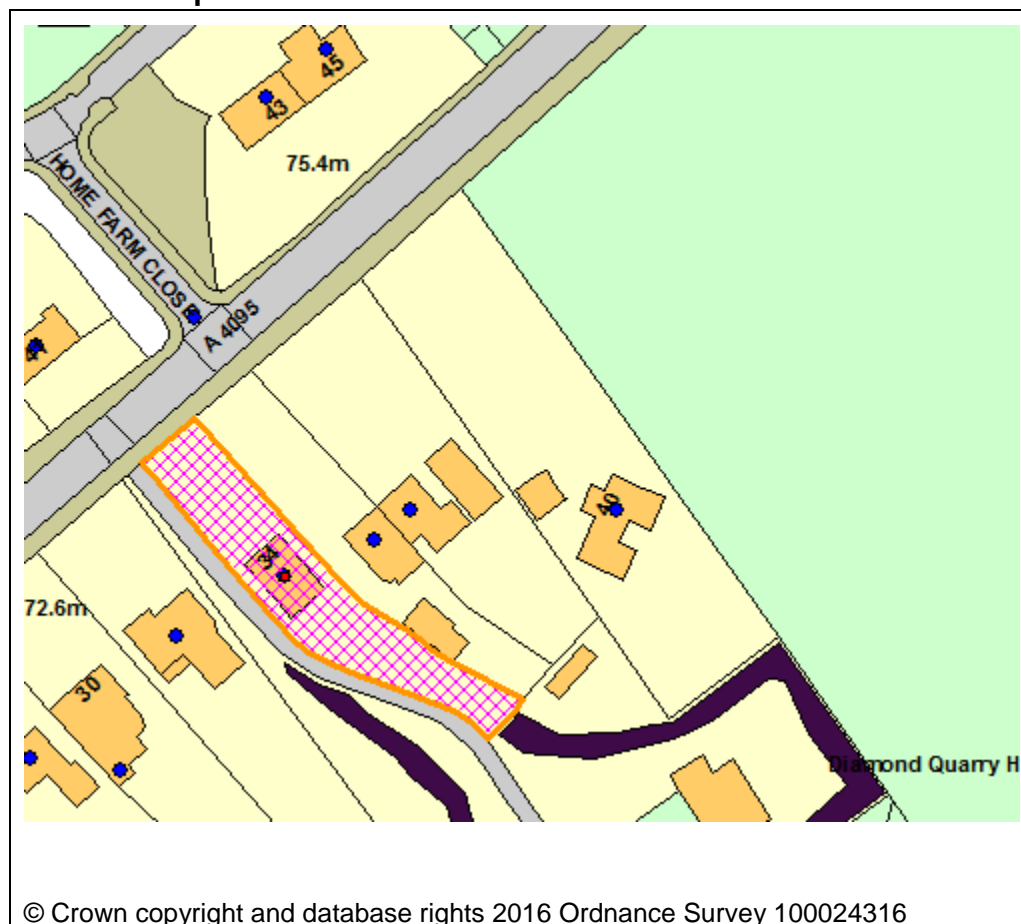 45
43
75.4m
HOME FARM CLOSE
A 4095
40
34
72.6m
30
Diamond Quarry H
© Crown copyright and database rights 2016 Ordnance Survey 100024316